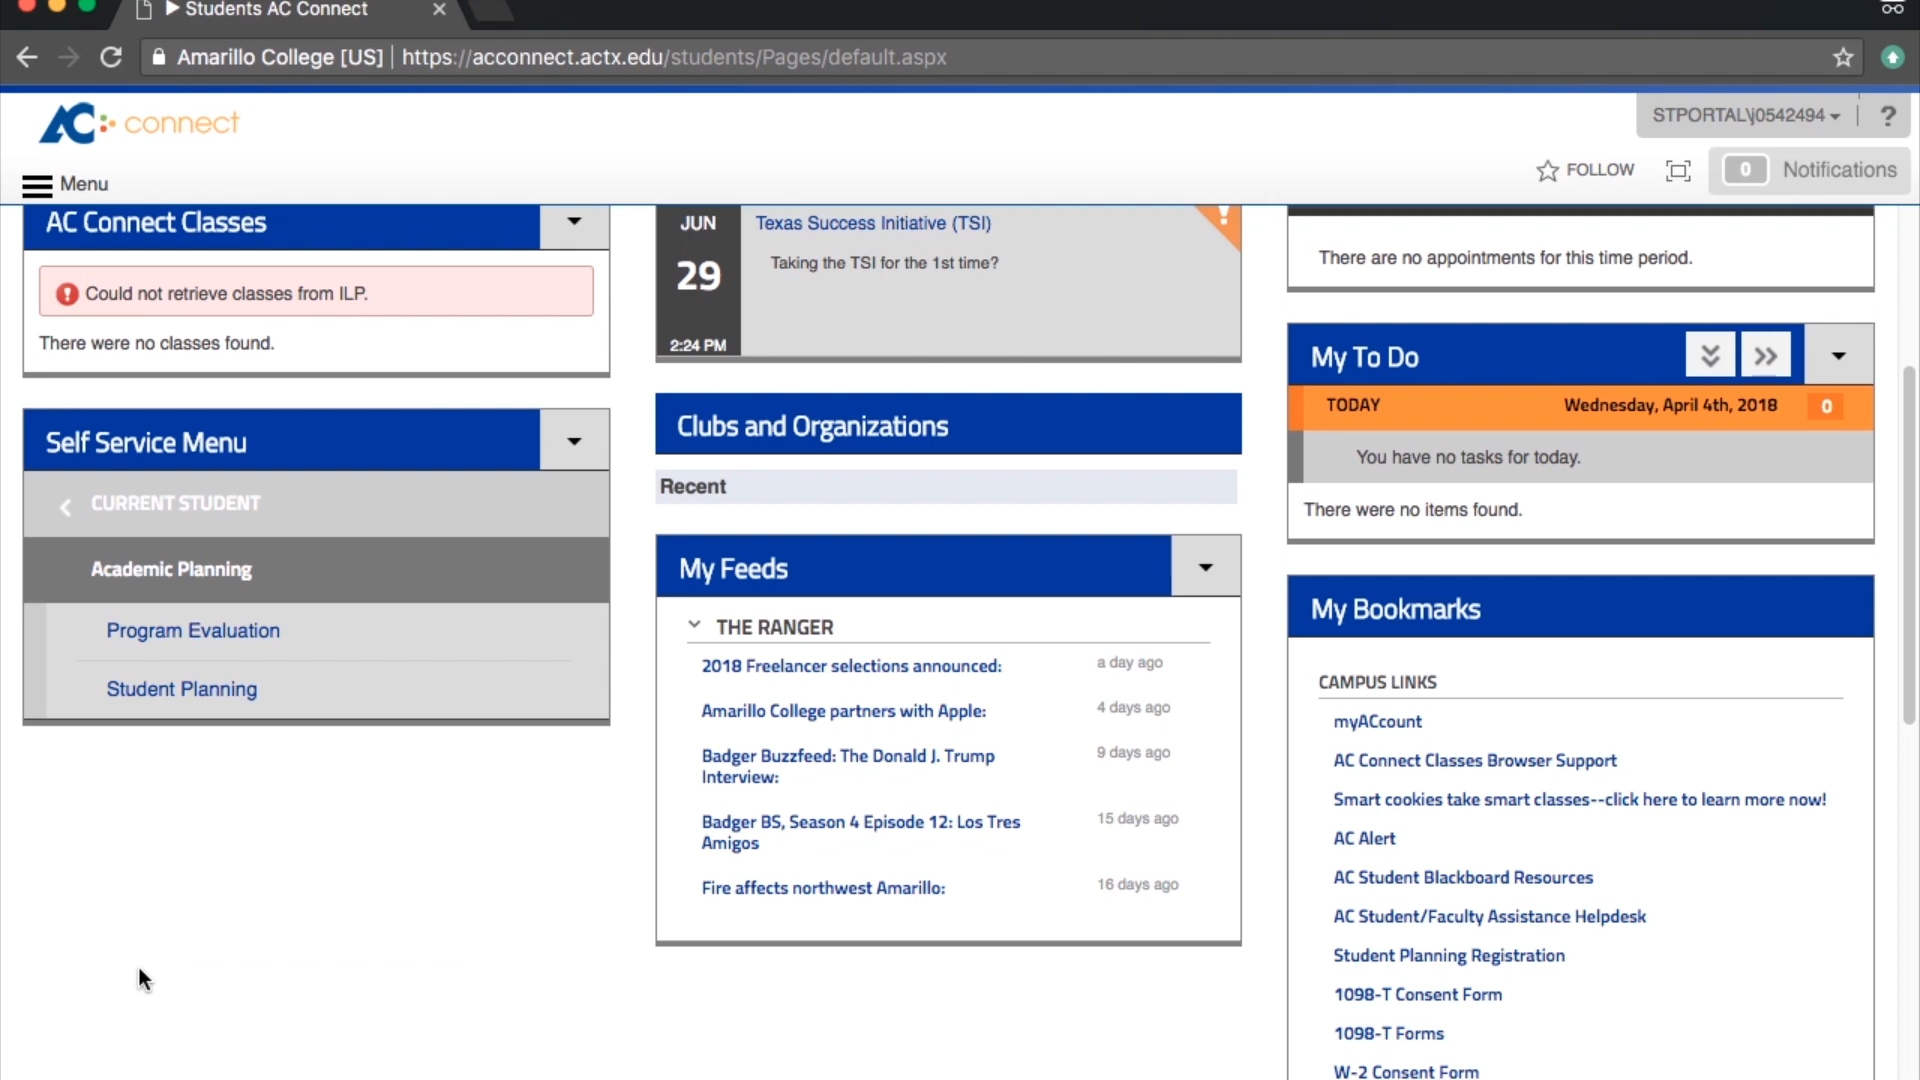 Students AC Connect
Amarillo College [US] | https://acconnect.actx.edu/students/Pages/default.aspx
AC connect
STPORTAL\j0542494
?
Menu
FOLLOW
0 Notifications
AC Connect Classes
Could not retrieve classes from ILP.
There were no classes found.
Self Service Menu
CURRENT STUDENT
Academic Planning
Program Evaluation
Student Planning
JUN
29
2:24 PM
Texas Success Initiative (TSI)
Taking the TSI for the 1st time?
Clubs and Organizations
Recent
My Feeds
THE RANGER
2018 Freelancer selections announced: a day ago
Amarillo College partners with Apple: 4 days ago
Badger Buzzfeed: The Donald J. Trump 9 days ago
Interview:
Badger BS, Season 4 Episode 12: Los Tres 15 days ago
Amigos
Fire affects northwest Amarillo: 16 days ago
There are no appointments for this time period.
My To Do
TODAY Wednesday, April 4th, 2018 0
You have no tasks for today.
There were no items found.
My Bookmarks
CAMPUS LINKS
myACcount
AC Connect Classes Browser Support
Smart cookies take smart classes--click here to learn more now!
AC Alert
AC Student Blackboard Resources
AC Student/Faculty Assistance Helpdesk
Student Planning Registration
1098-T Consent Form
1098-T Forms
W-2 Consent Form